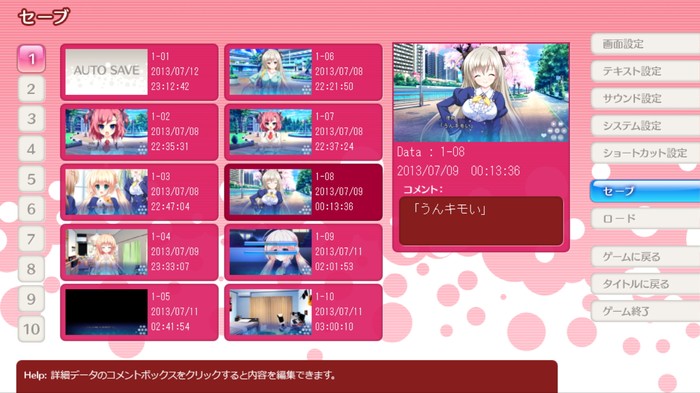 セーブ
1
2
3
4
5
6
7
8
9
10
AUTO SAVE
1-01
2013/07/12
23:12:42
1-02
2013/07/08
22:35:31
1-03
2013/07/08
22:47:04
1-04
2013/07/09
23:33:07
1-05
2013/07/11
02:41:54
1-06
2013/07/08
22:21:50
1-07
2013/07/08
22:37:24
1-08
2013/07/09
00:13:36
1-09
2013/07/11
02:01:53
1-10
2013/07/11
03:00:10
「うんキモい」
Data : 1-08
2013/07/09 00:13:36
コメント:
「うんキモい」
画面設定
テキスト設定
サウンド設定
システム設定
ショートカット設定
セーブ
ロード
ゲームに戻る
タイトルに戻る
ゲーム終了
Help: 詳細データのコメントボックスをクリックすると内容を編集できます。